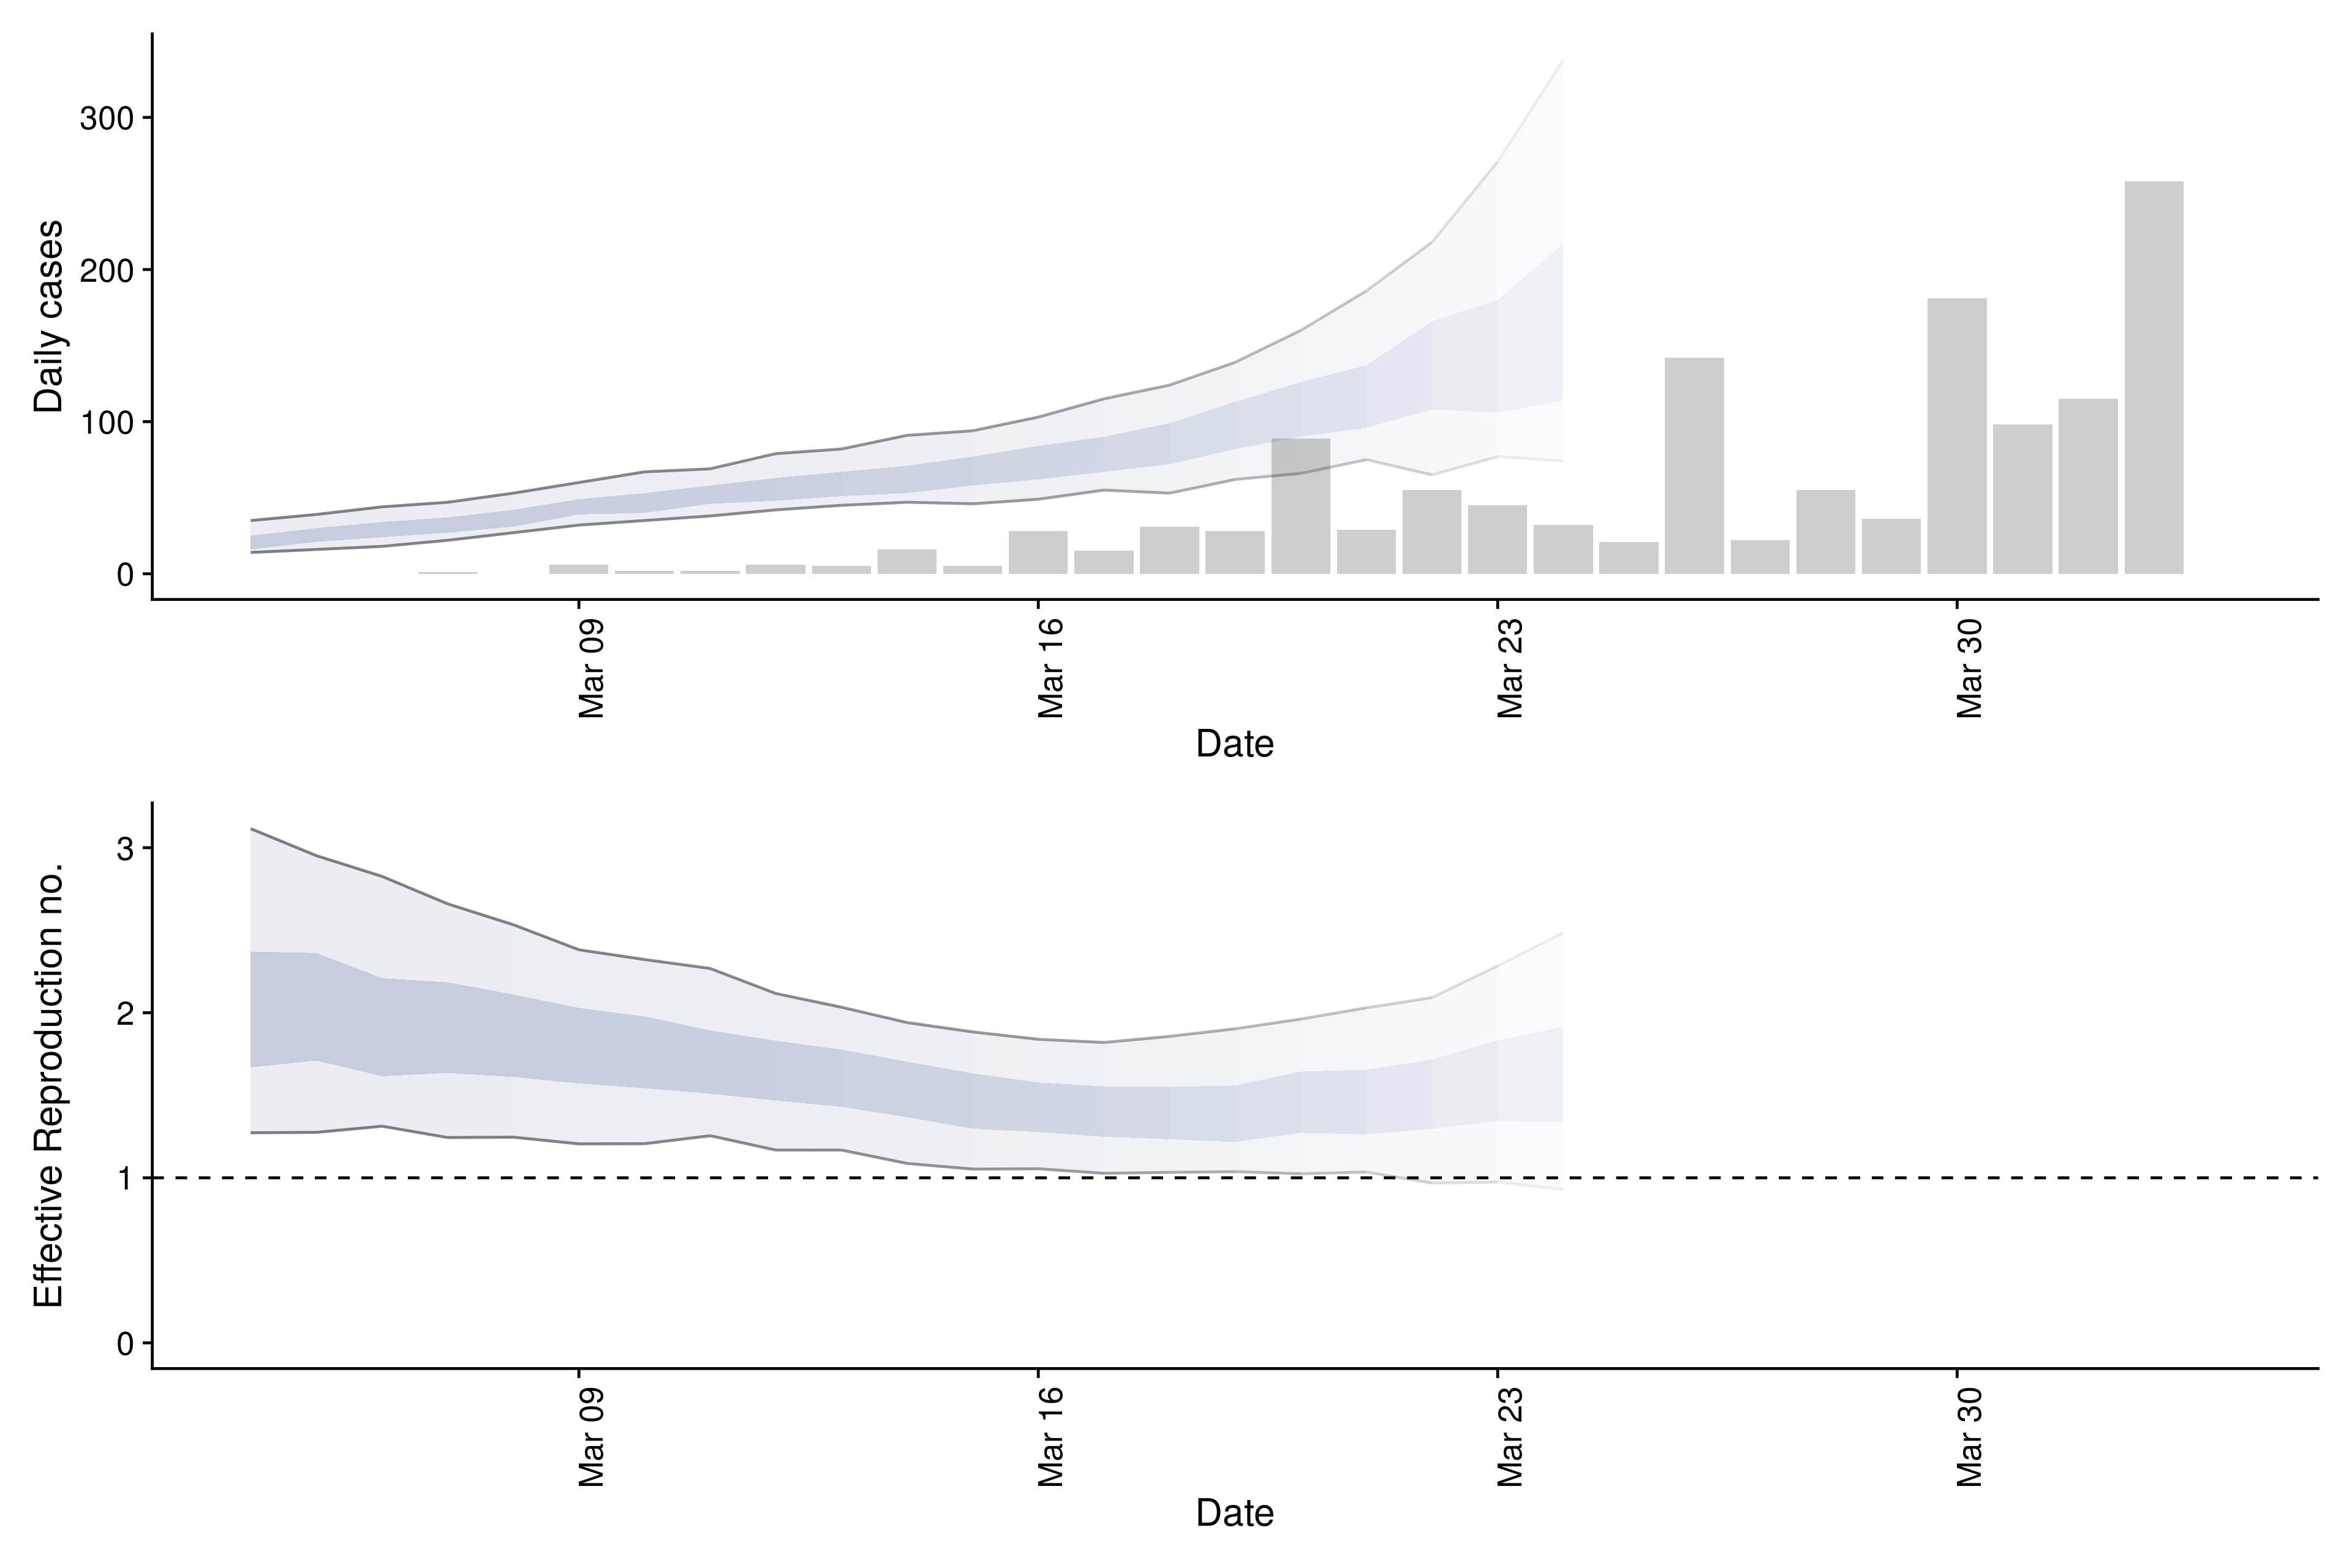 Daily cases
300
200
100
0
Mar 09
Mar 16
Mar 23
Mar 30
Date
Effective Reproduction no.
3
2
1
0
Mar 09
Mar 16
Mar 23
Mar 30
Date